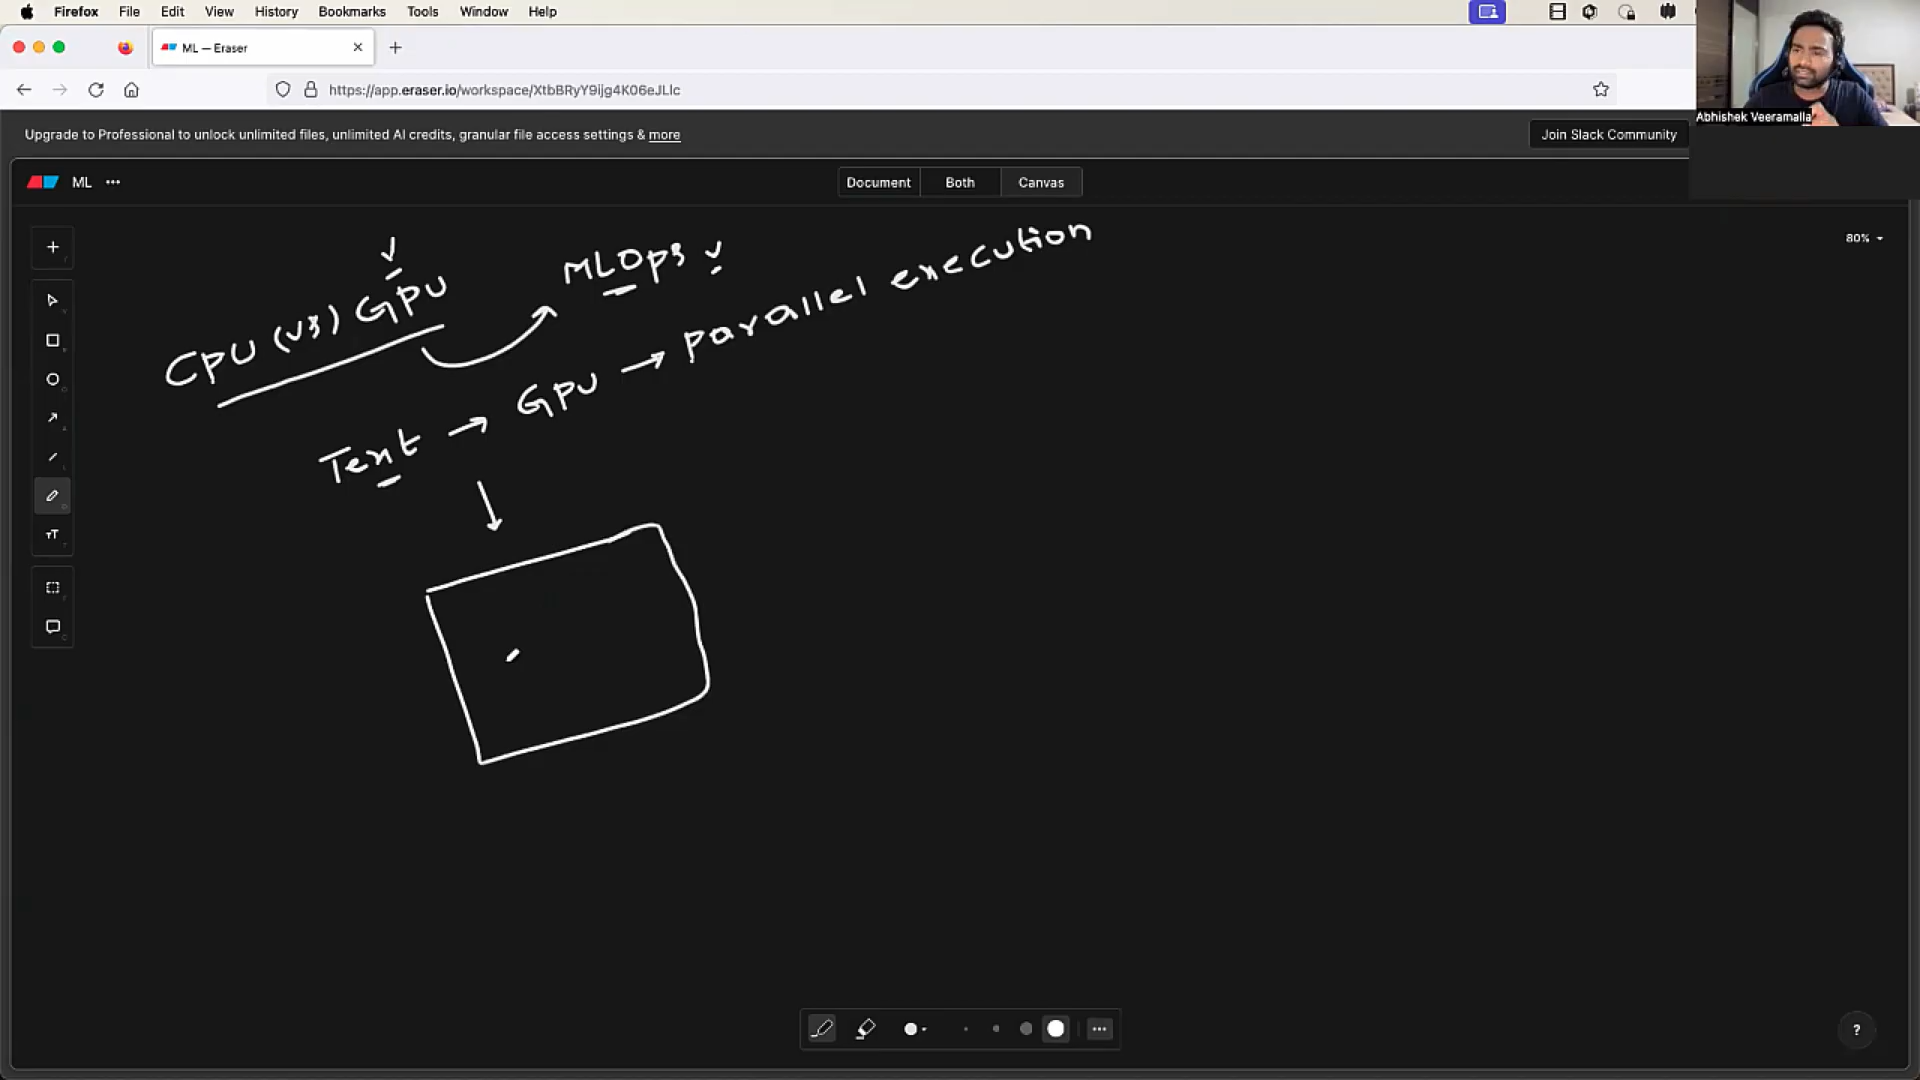 Firefox File Edit View History Bookmarks Tools Window Help
ML — Eraser
https://app.eraser.io/workspace/XtbBRyY9ijg4K06eJLlc
Abhishek Veeramalla
Upgrade to Professional to unlock unlimited files, unlimited AI credits, granular file access settings & more
Join Slack Community
ML
Document Both Canvas
80%
CPU (vs) GPU
MLOps
Text → GPU → parallel execution
?